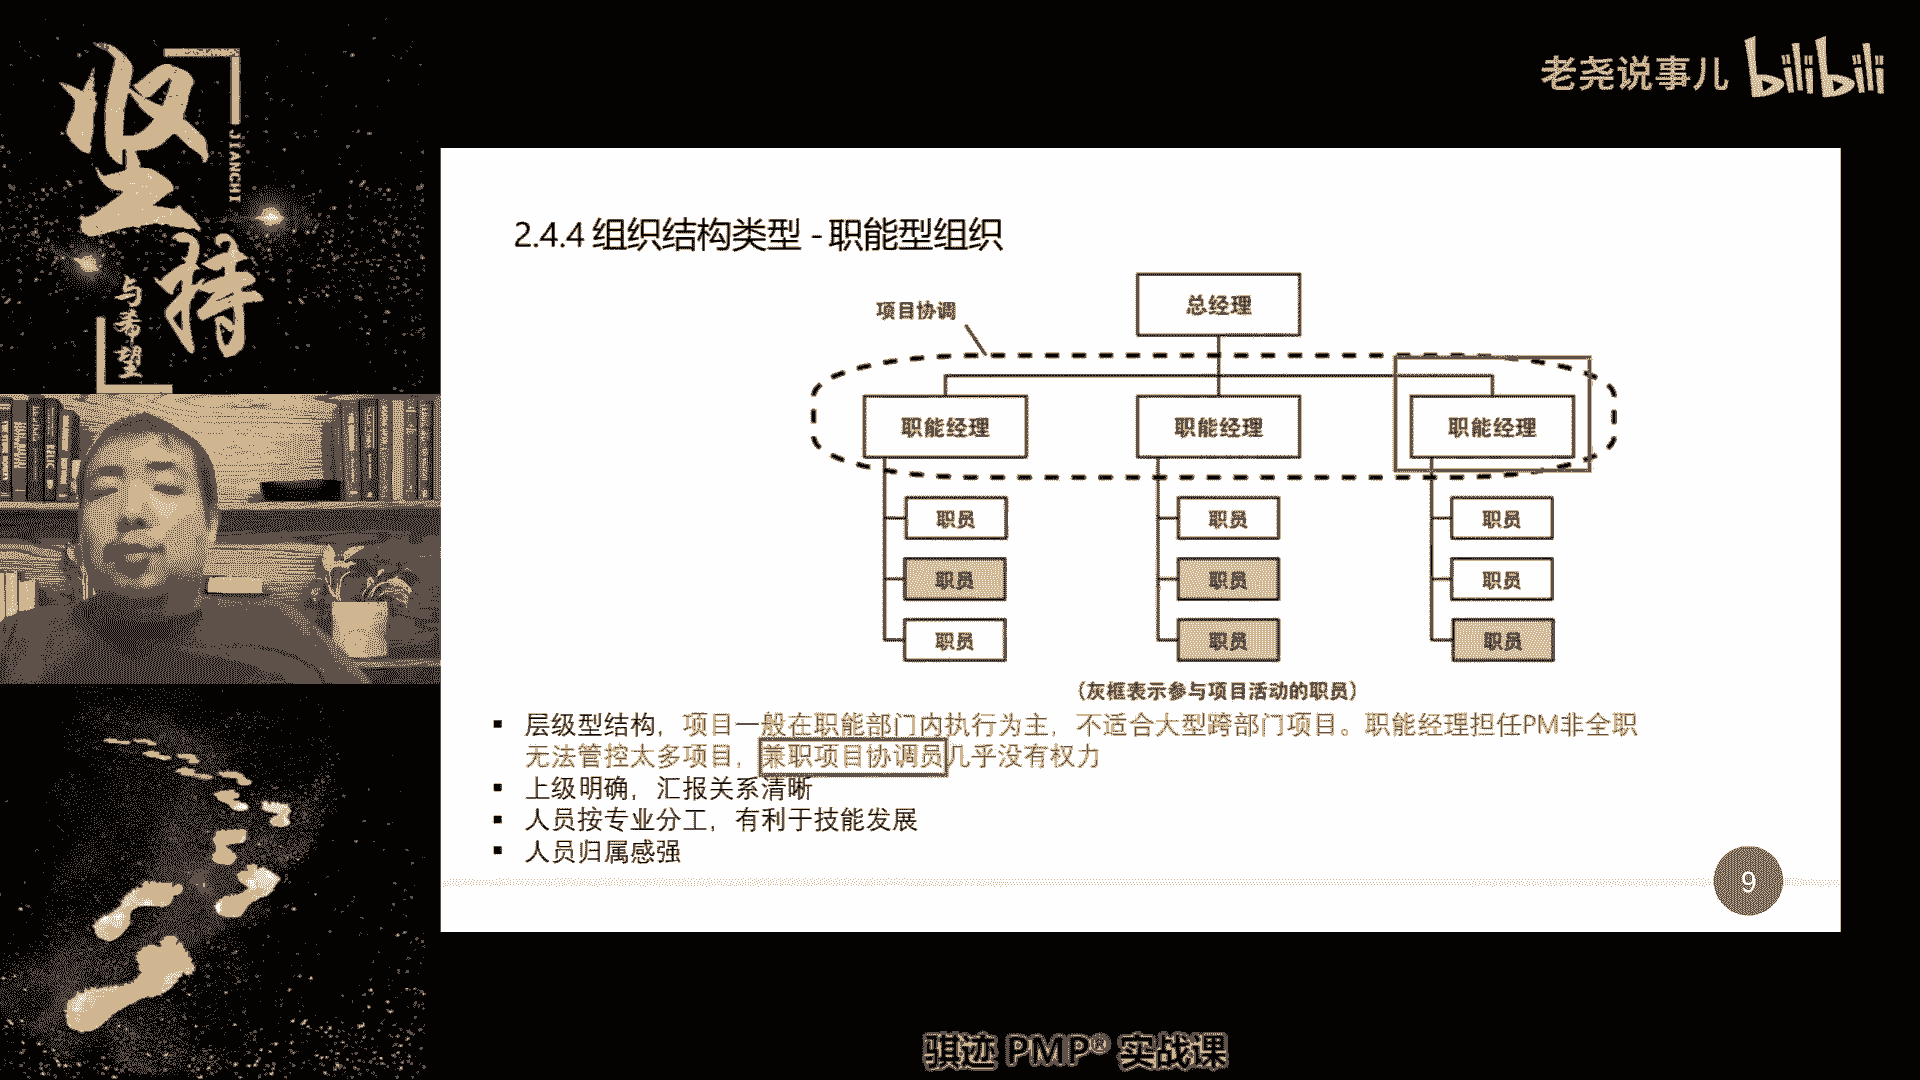 坚持
JIANCHI
与希望
老尧说事儿 bilibili
2.4.4 组织结构类型 - 职能型组织
项目协调
总经理
职能经理 职能经理 职能经理
职员 职员 职员
职员 职员 职员
职员 职员 职员
（灰框表示参与项目活动的职员）
▪ 层级型结构，项目一般在职能部门内执行为主，不适合大型跨部门项目。职能经理担任PM非全职
无法管控太多项目，兼职项目协调员几乎没有权力
▪ 上级明确，汇报关系清晰
▪ 人员按专业分工，有利于技能发展
▪ 人员归属感强
9
骐迹 PMP® 实战课